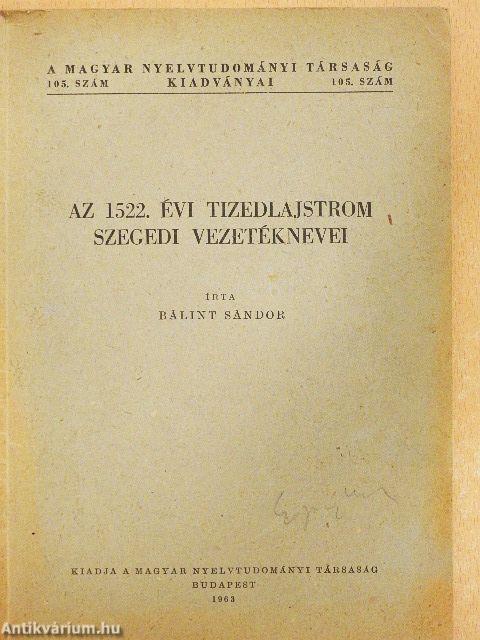 A MAGYAR NYELVTUDOMÁNYI TÁRSASÁG
105. SZÁM KIADVÁNYAI 105. SZÁM
AZ 1522. ÉVI TIZEDLAJSTROM
SZEGEDI VEZETÉKNEVEI
ÍRTA
BÁLINT SÁNDOR
KIADJA A MAGYAR NYELVTUDOMÁNYI TÁRSASÁG
BUDAPEST
1963
Antikvárium.hu